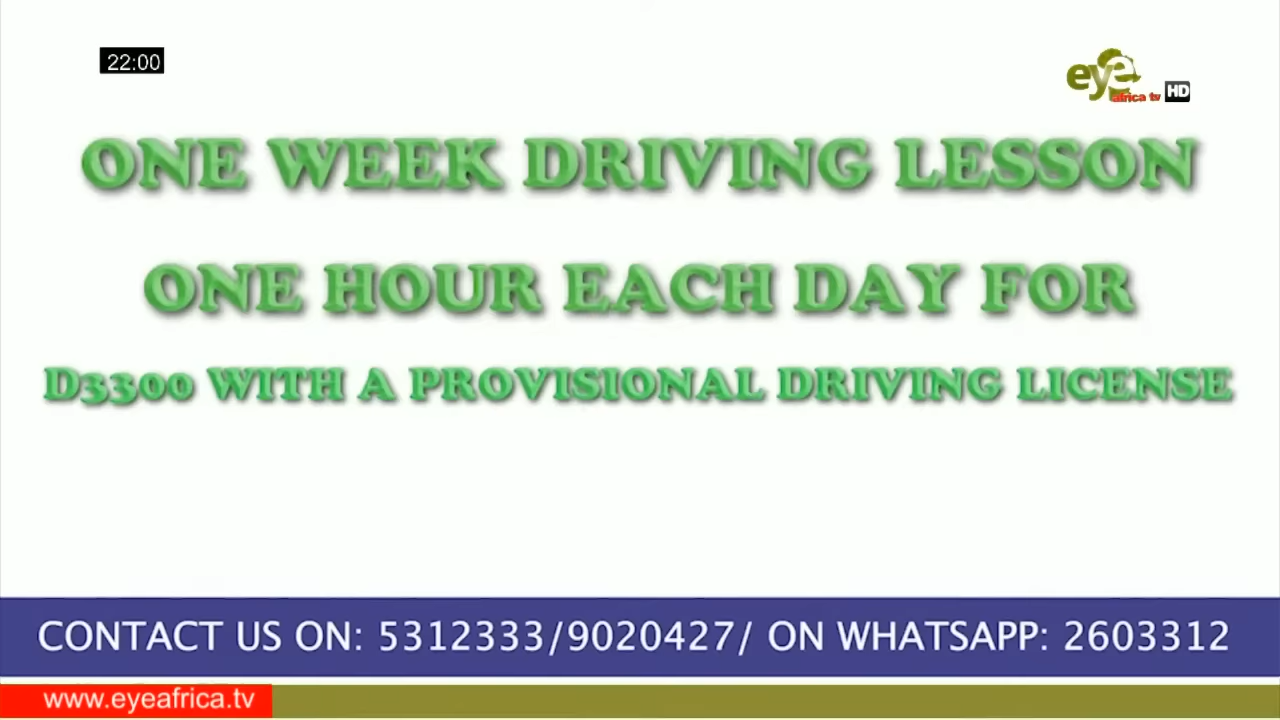 22:00
eye
africa tv HD
ONE WEEK DRIVING LESSON
ONE HOUR EACH DAY FOR
D3300 WITH A PROVISIONAL DRIVING LICENSE
CONTACT US ON: 5312333/9020427/ ON WHATSAPP: 2603312
www.eyeafrica.tv